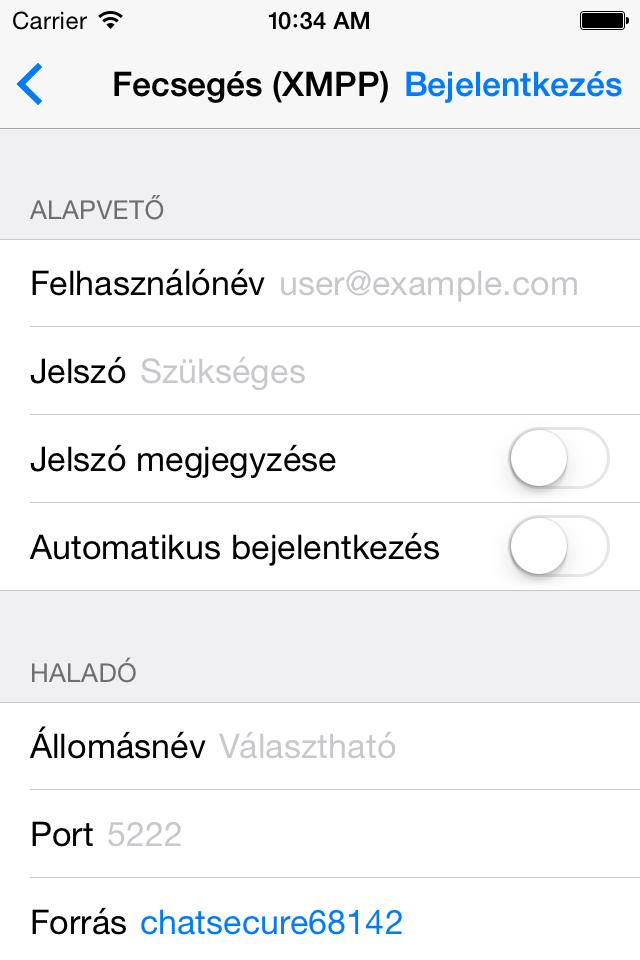 Carrier 10:34 AM
Fecsegés (XMPP) Bejelentkezés
ALAPVETŐ
Felhasználónév user@example.com
Jelszó Szükséges
Jelszó megjegyzése
Automatikus bejelentkezés
HALADÓ
Állomásnév Választható
Port 5222
Forrás chatsecure68142